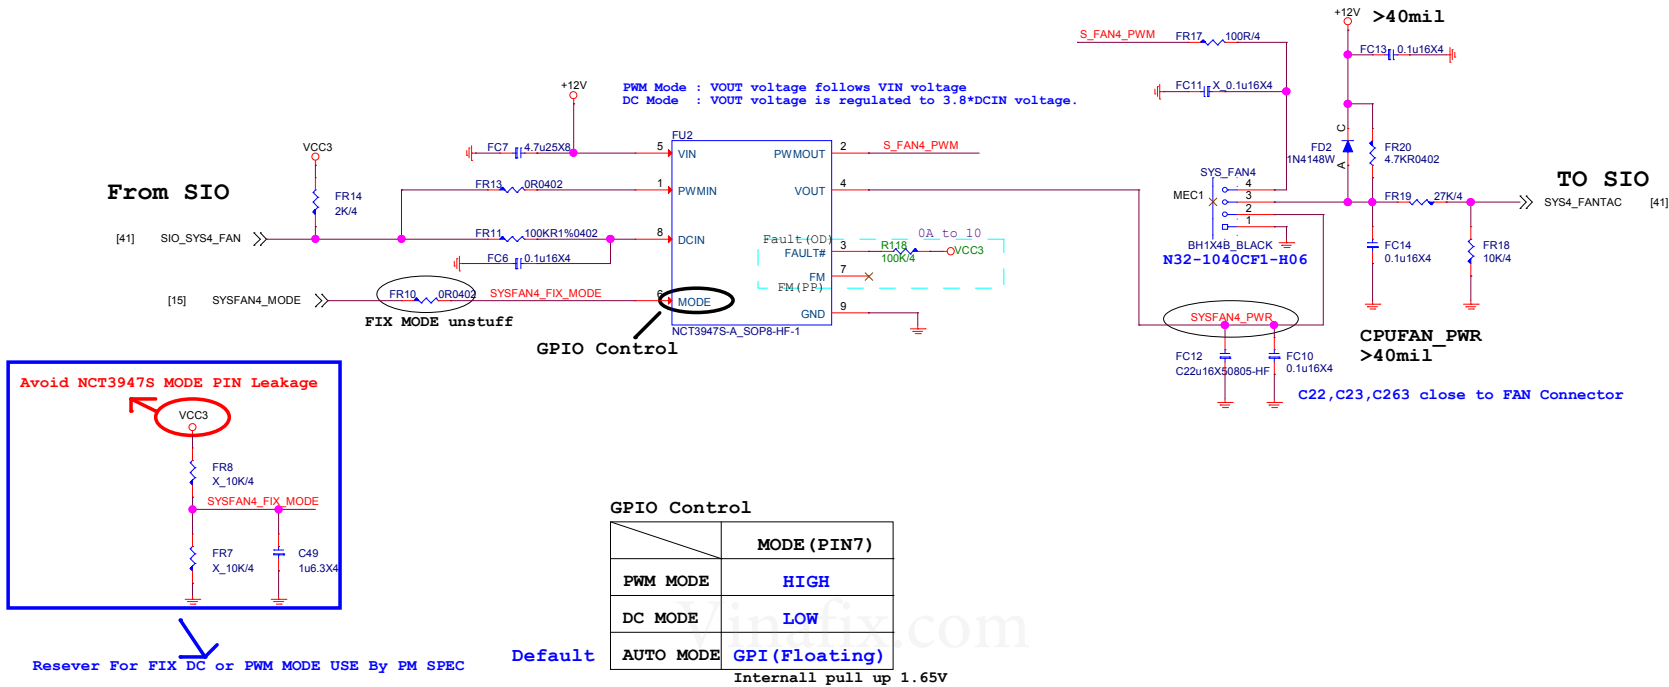 +12V
>40mil
S_FAN4_PWM
FR17
100R/4
FC13
0.1u16X4
+12V
PWM Mode : VOUT voltage follows VIN voltage
DC Mode : VOUT voltage is regulated to 3.8*DCIN voltage.
FC11
X_0.1u16X4
FU2
VCC3
FC7
4.7u25X8
5
VIN
PWMOUT
2
S_FAN4_PWM
C
FD2
1N4148W
A
FR20
4.7KR0402
From SIO
FR14
2K/4
FR13
0R0402
1
PWMIN
VOUT
4
SYS_FAN4
MEC1
4
3
2
1
FR19
27K/4
TO SIO
SYS4_FANTAC
[41]
[41]
SIO_SYS4_FAN
FR11
100KR1%0402
8
DCIN
Fault(OD)
FAULT#
3
R118
100K/4
0A to 10
VCC3
BH1X4B_BLACK
N32-1040CF1-H06
FC14
0.1u16X4
FR18
10K/4
FC6
0.1u16X4
FM
7
FM(PP)
[15]
SYSFAN4_MODE
FR10
0R0402
SYSFAN4_FIX_MODE
6
MODE
GND
9
FIX MODE unstuff
NCT3947S-A_SOP8-HF-1
GPIO Control
SYSFAN4_PWR
CPUFAN_PWR
>40mil
FC12
C22u16X50805-HF
FC10
0.1u16X4
C22,C23,C263 close to FAN Connector
Avoid NCT3947S MODE PIN Leakage
VCC3
FR8
X_10K/4
SYSFAN4_FIX_MODE
FR7
X_10K/4
C49
1u6.3X4
Resever For FIX DC or PWM MODE USE By PM SPEC
GPIO Control
MODE(PIN7)
PWM MODE
HIGH
DC MODE
LOW
Default
AUTO MODE
GPI(Floating)
Internall pull up 1.65V
Vinafix.com